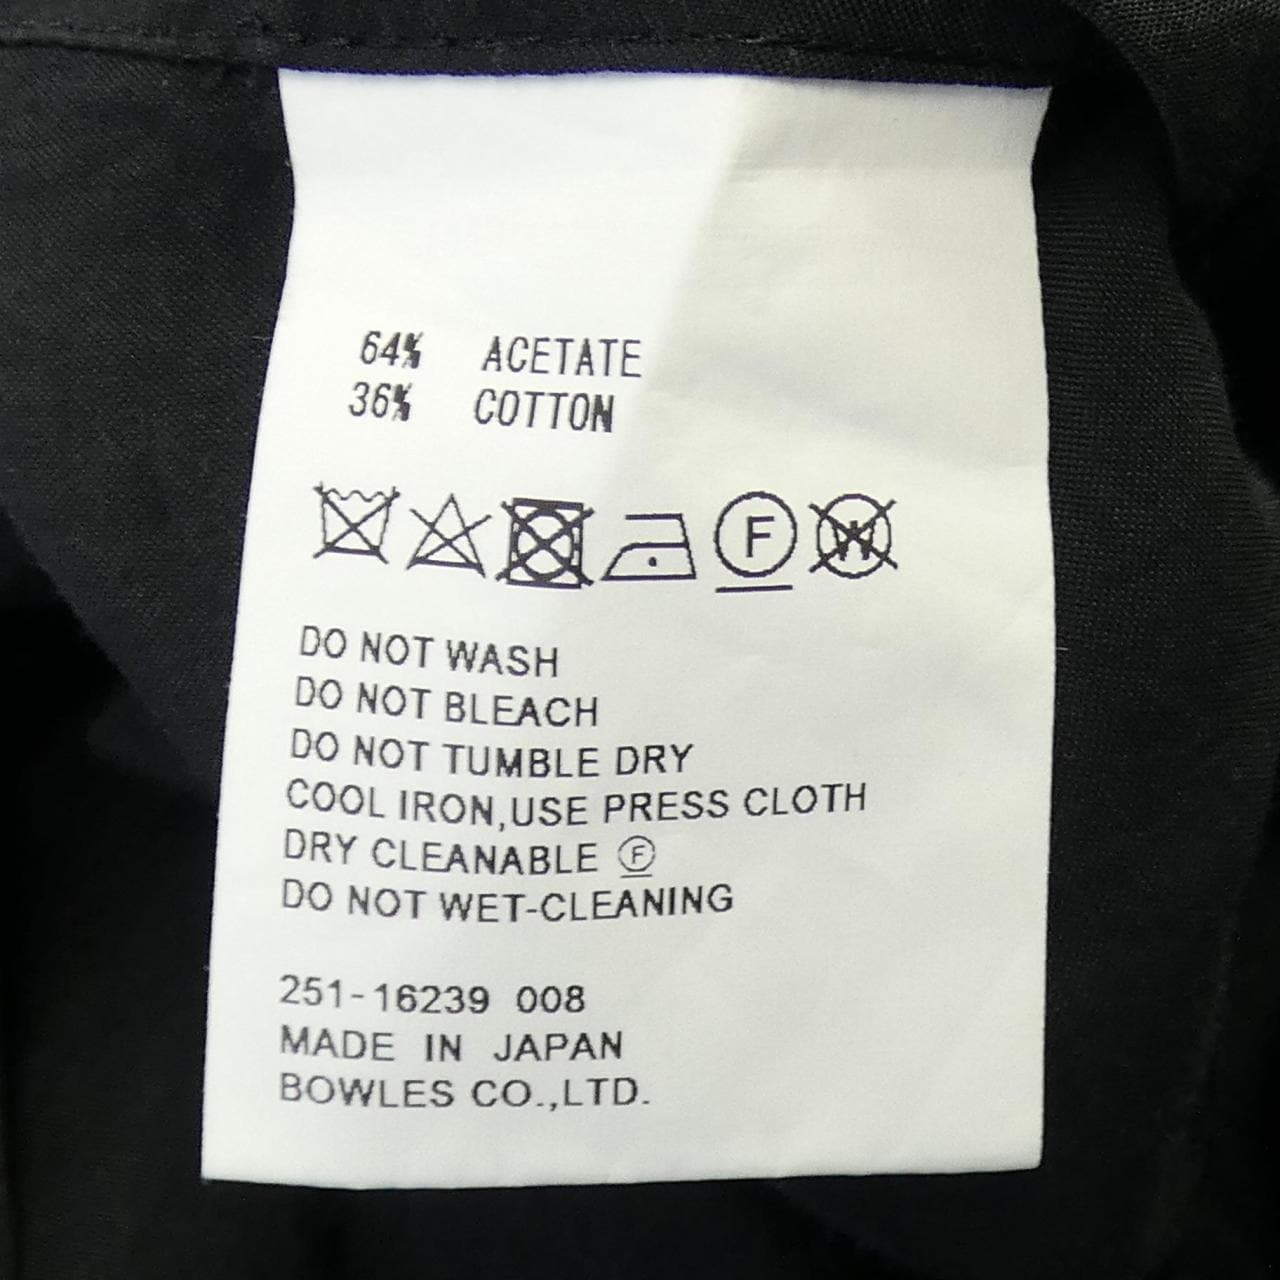 64% ACETATE
36% COTTON
F W
DO NOT WASH
DO NOT BLEACH
DO NOT TUMBLE DRY
COOL IRON,USE PRESS CLOTH
DRY CLEANABLE Ⓕ
DO NOT WET-CLEANING
251-16239 008
MADE IN JAPAN
BOWLES CO.,LTD.